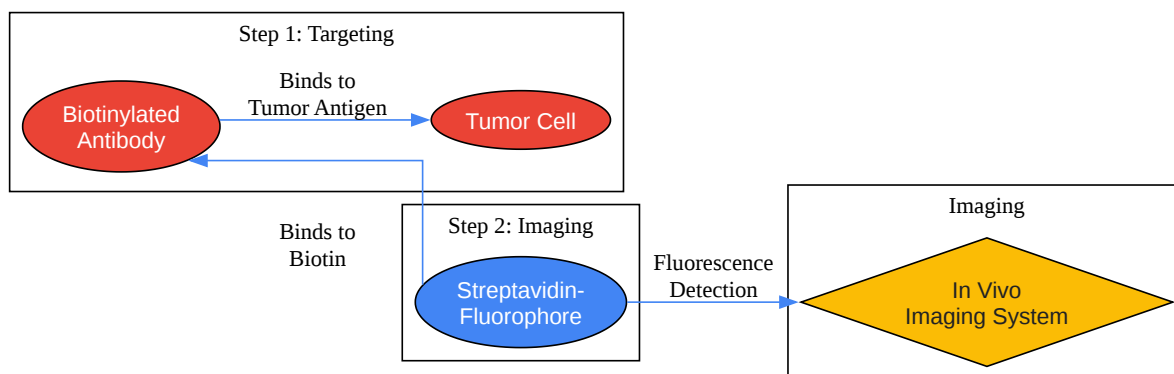 Step 1: Targeting
Biotinylated
Antibody
Binds to
Tumor Antigen
Tumor Cell
Binds to
Biotin
Step 2: Imaging
Streptavidin-
Fluorophore
Fluorescence
Detection
Imaging
In Vivo
Imaging System